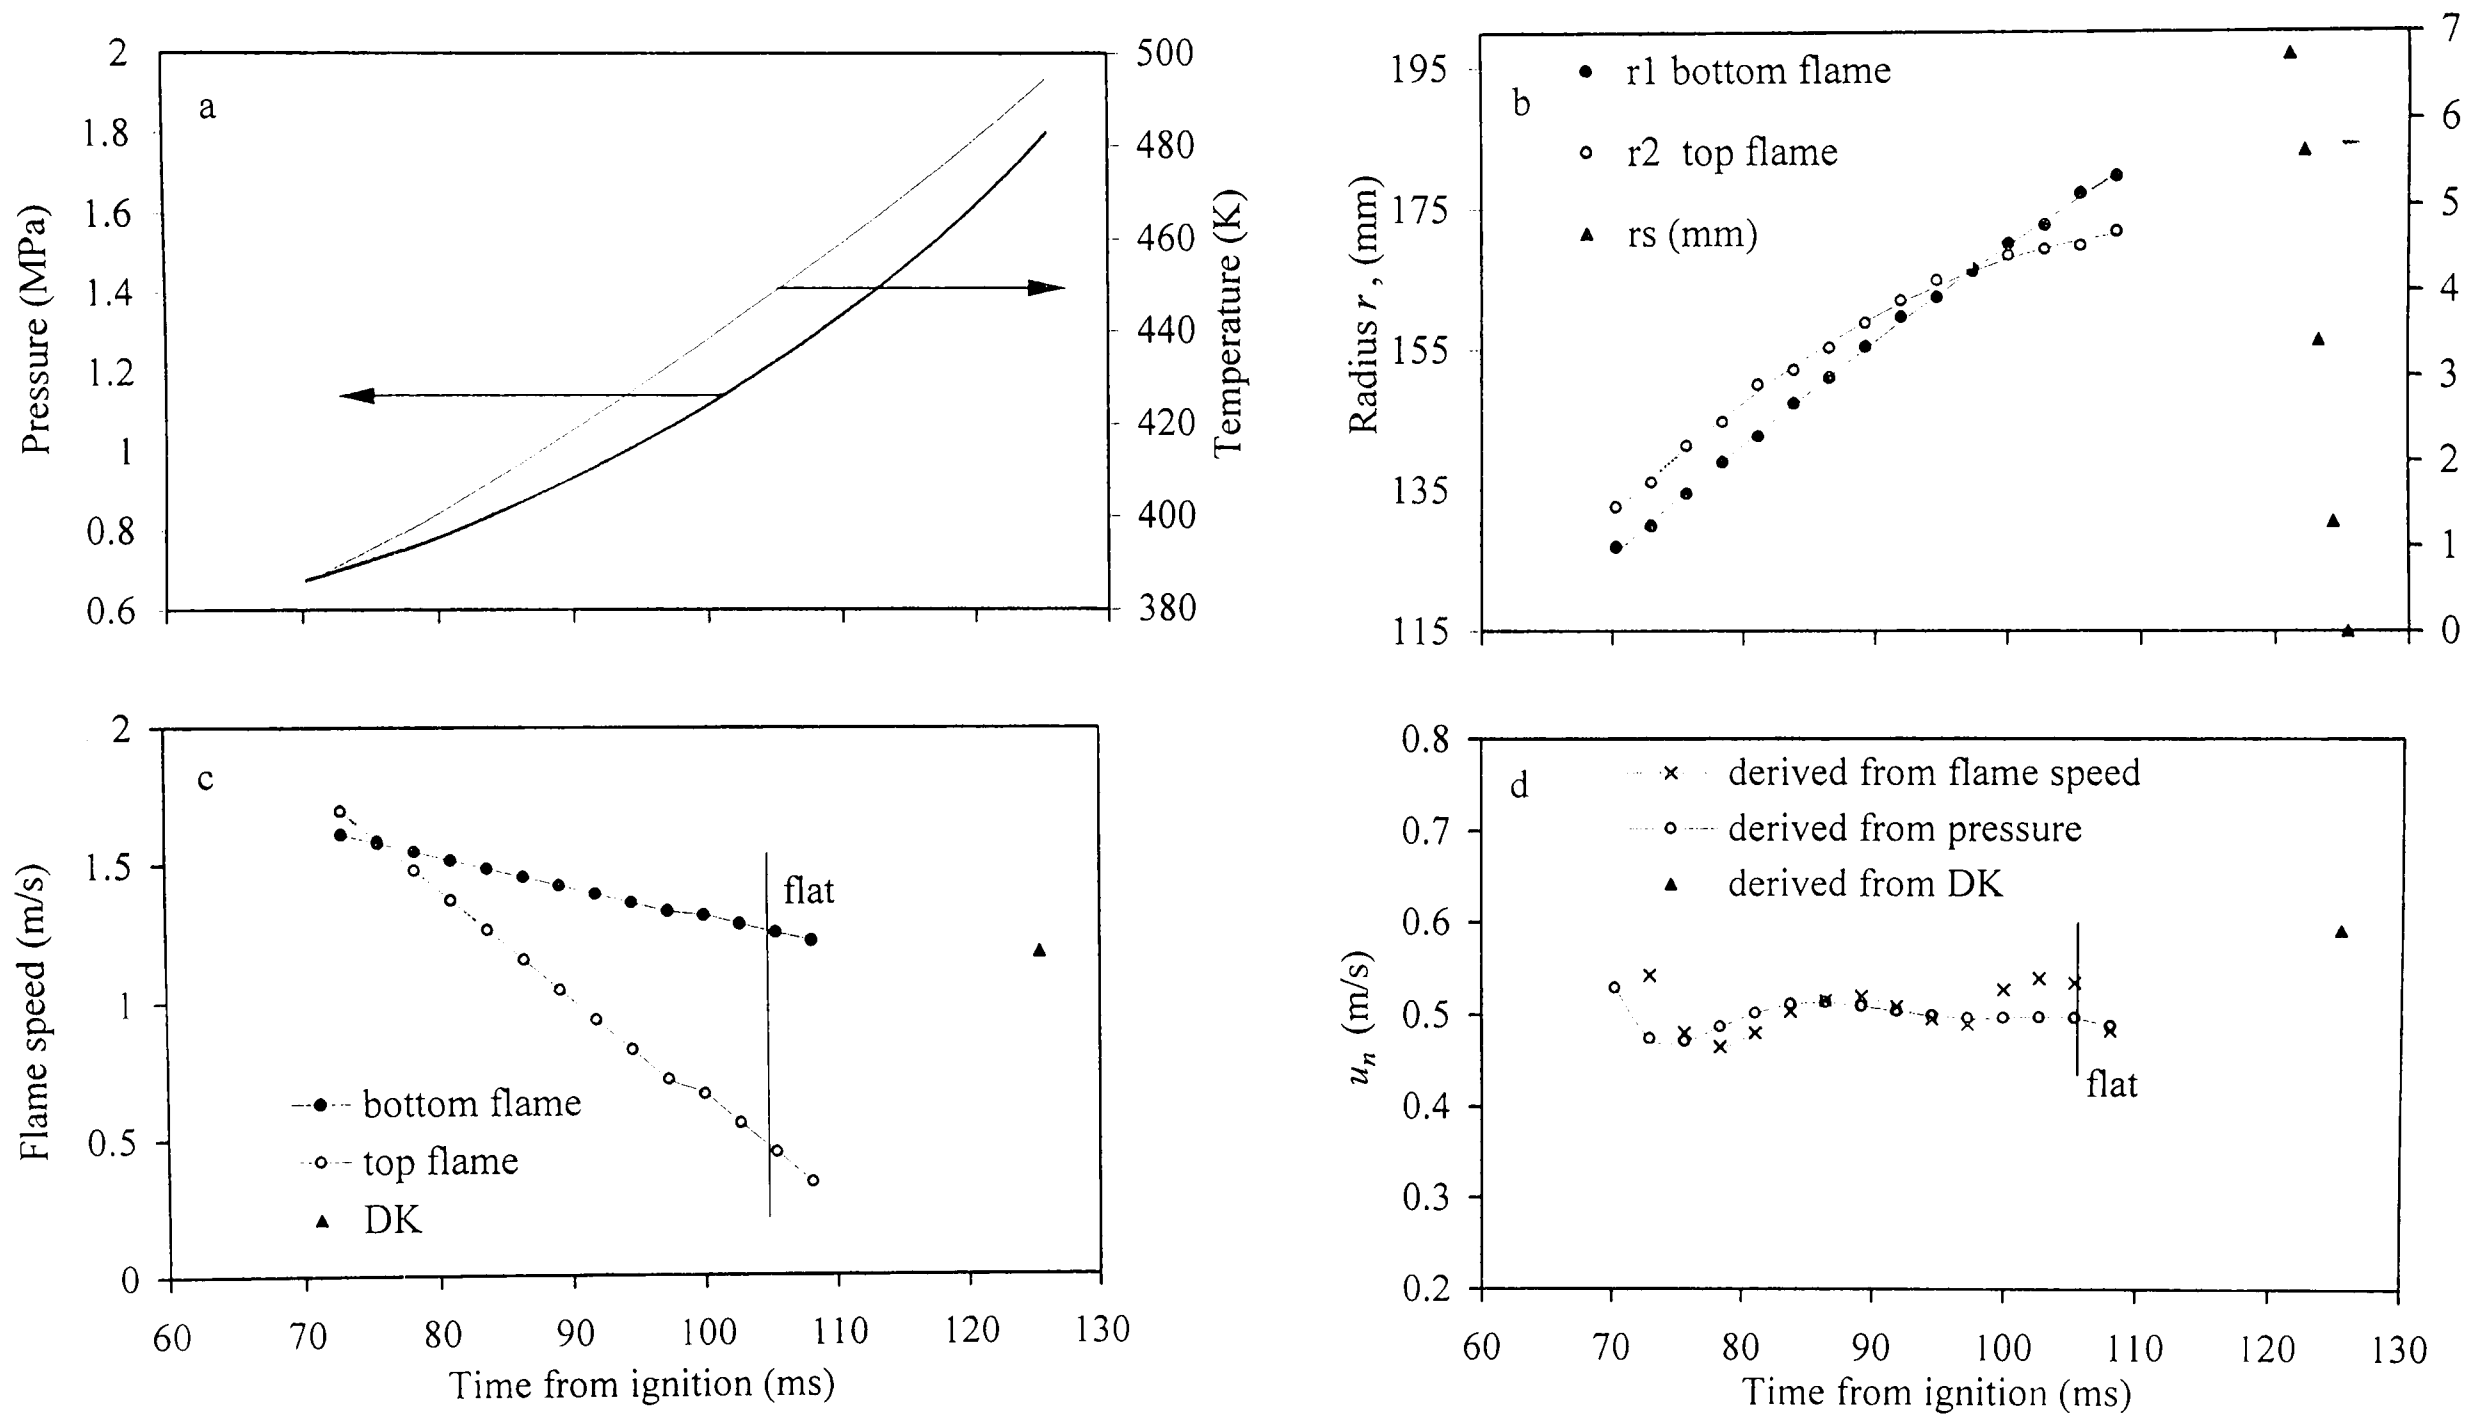 a
Pressure (MPa)
2
1.8
1.6
1.4
1.2
1
0.8
0.6
500
480
460
440
420
400
380
Temperature (K)
b
r1 bottom flame
r2 top flame
rs (mm)
Radius r , (mm)
195
175
155
135
115
7
6
5
4
3
2
1
0
c
Flame speed (m/s)
2
1.5
1
0.5
0
flat
bottom flame
top flame
DK
60 70 80 90 100 110 120 130
Time from ignition (ms)
d
derived from flame speed
derived from pressure
derived from DK
un (m/s)
0.8
0.7
0.6
0.5
0.4
0.3
0.2
flat
60 70 80 90 100 110 120 130
Time from ignition (ms)